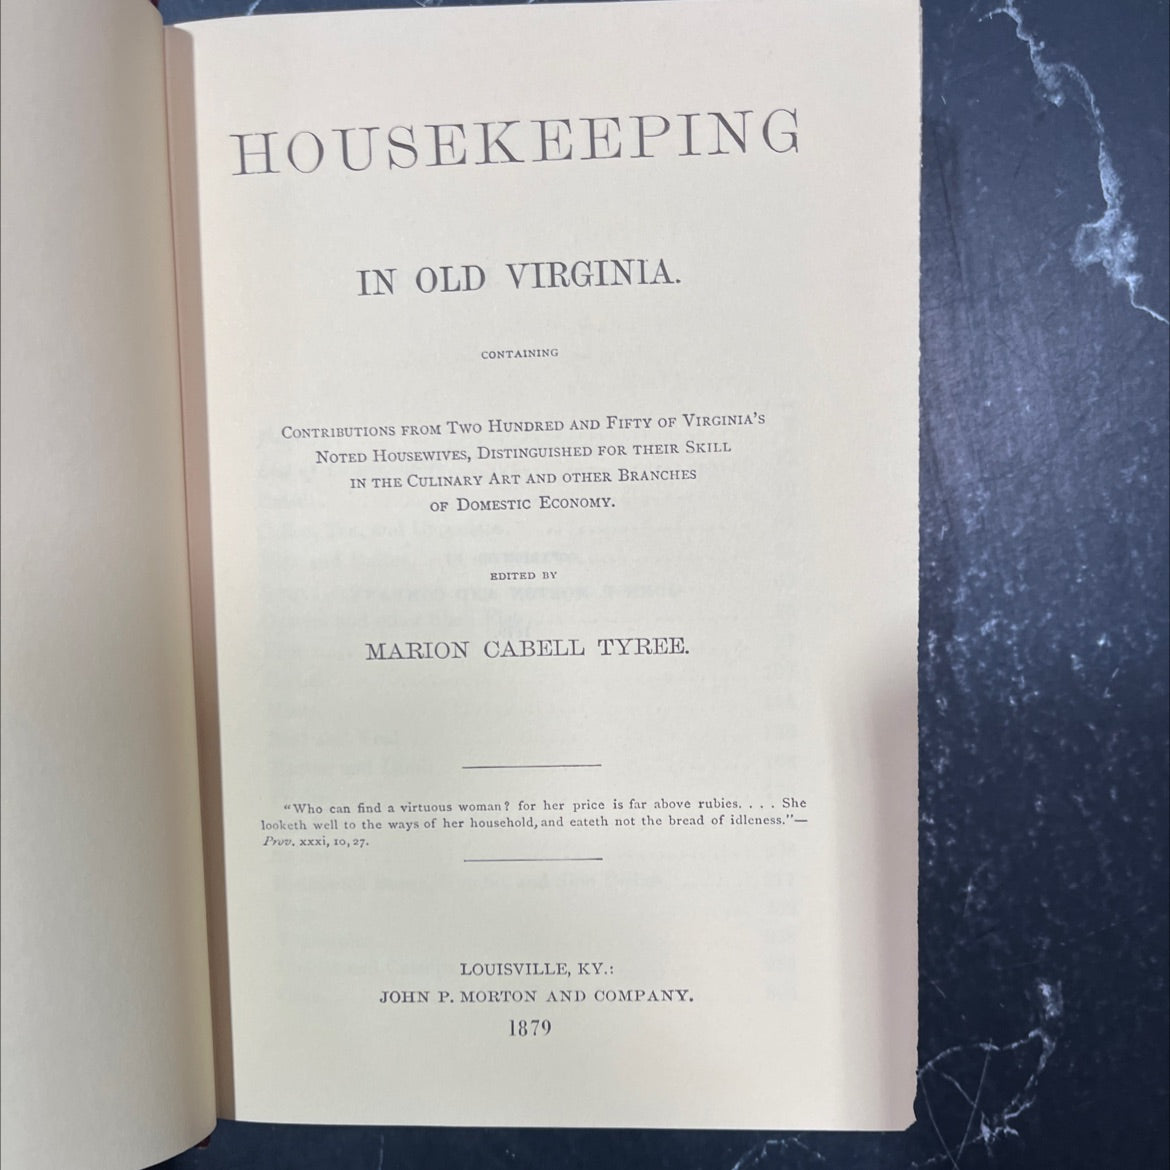 HOUSEKEEPING
IN OLD VIRGINIA.
CONTAINING
CONTRIBUTIONS FROM TWO HUNDRED AND FIFTY OF VIRGINIA'S
NOTED HOUSEWIVES, DISTINGUISHED FOR THEIR SKILL
IN THE CULINARY ART AND OTHER BRANCHES
OF DOMESTIC ECONOMY.
EDITED BY
MARION CABELL TYREE.
"Who can find a virtuous woman? for her price is far above rubies. . . . She
looketh well to the ways of her household, and eateth not the bread of idleness."—
Prov. xxxi, 10, 27.
LOUISVILLE, KY.:
JOHN P. MORTON AND COMPANY.
1879